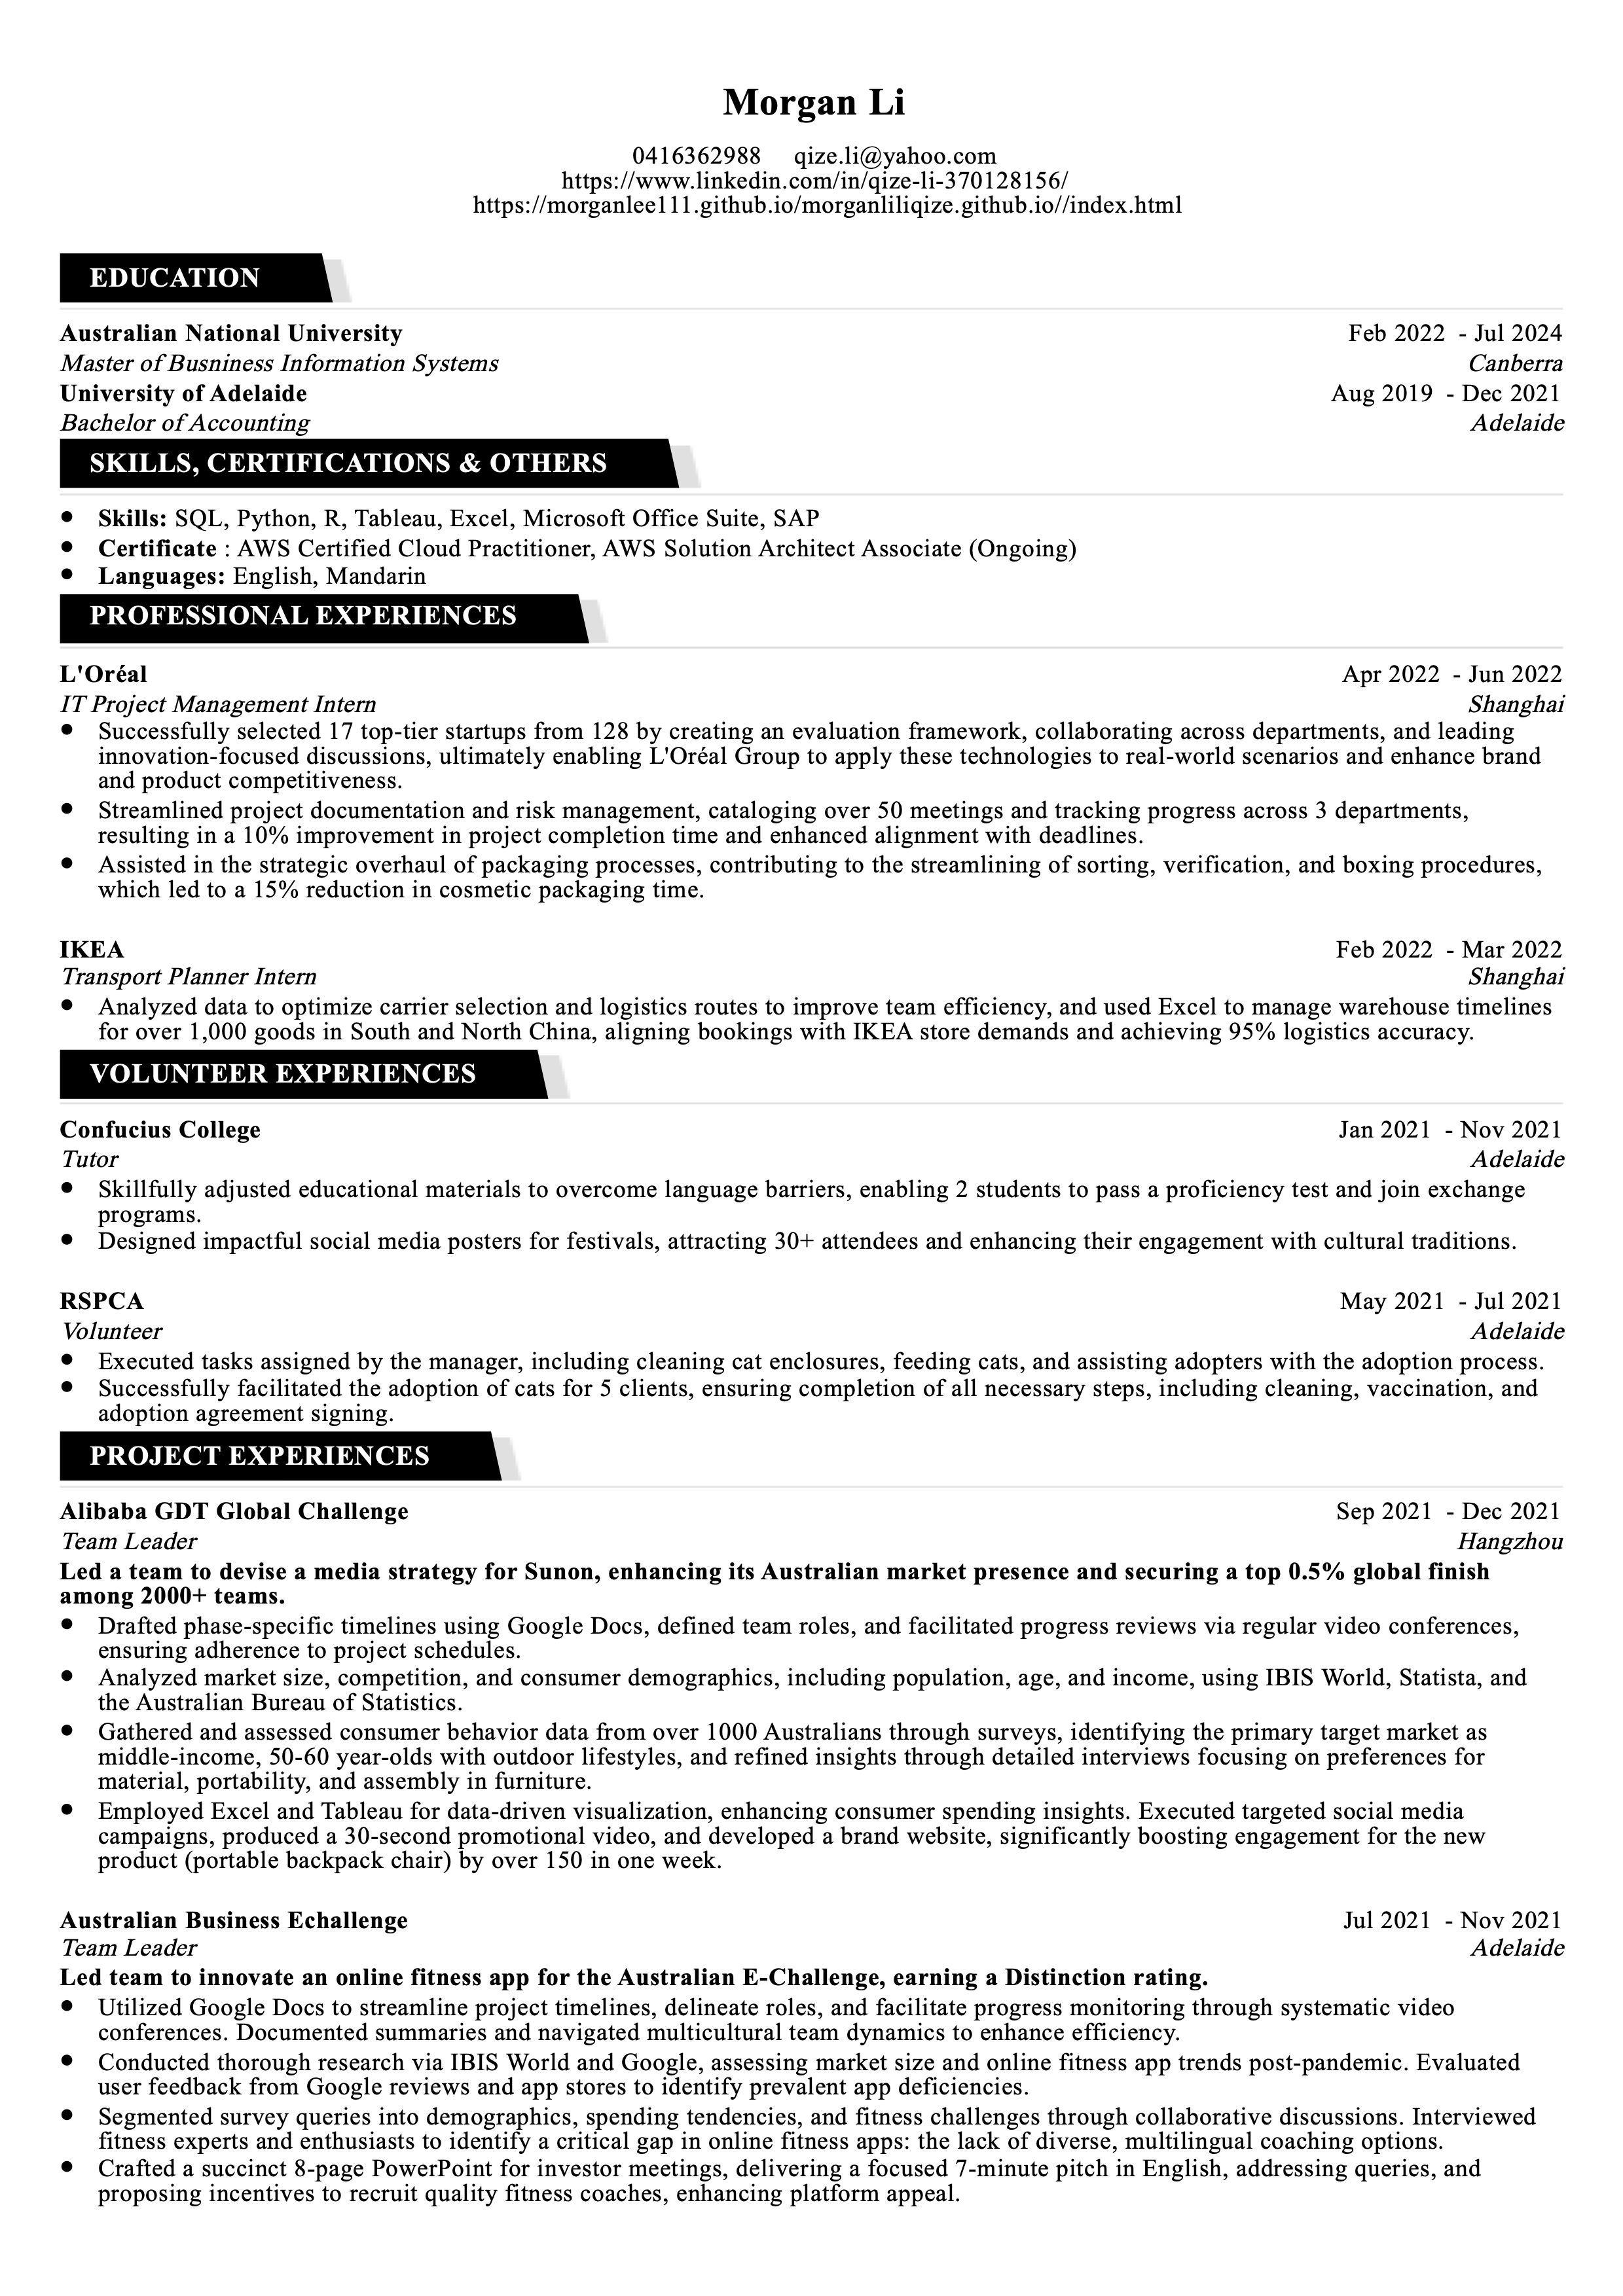 Morgan Li
0416362988 qize.li@yahoo.com
https://www.linkedin.com/in/qize-li-370128156/
https://morganlee111.github.io/morganliliqize.github.io//index.html
EDUCATION
Australian National University Feb 2022 - Jul 2024
Master of Busniness Information Systems Canberra
University of Adelaide Aug 2019 - Dec 2021
Bachelor of Accounting Adelaide
SKILLS, CERTIFICATIONS & OTHERS
• Skills: SQL, Python, R, Tableau, Excel, Microsoft Office Suite, SAP
• Certificate : AWS Certified Cloud Practitioner, AWS Solution Architect Associate (Ongoing)
• Languages: English, Mandarin
PROFESSIONAL EXPERIENCES
L'Oréal Apr 2022 - Jun 2022
IT Project Management Intern Shanghai
• Successfully selected 17 top-tier startups from 128 by creating an evaluation framework, collaborating across departments, and leading
innovation-focused discussions, ultimately enabling L'Oréal Group to apply these technologies to real-world scenarios and enhance brand
and product competitiveness.
• Streamlined project documentation and risk management, cataloging over 50 meetings and tracking progress across 3 departments,
resulting in a 10% improvement in project completion time and enhanced alignment with deadlines.
• Assisted in the strategic overhaul of packaging processes, contributing to the streamlining of sorting, verification, and boxing procedures,
which led to a 15% reduction in cosmetic packaging time.
IKEA Feb 2022 - Mar 2022
Transport Planner Intern Shanghai
• Analyzed data to optimize carrier selection and logistics routes to improve team efficiency, and used Excel to manage warehouse timelines
for over 1,000 goods in South and North China, aligning bookings with IKEA store demands and achieving 95% logistics accuracy.
VOLUNTEER EXPERIENCES
Confucius College Jan 2021 - Nov 2021
Tutor Adelaide
• Skillfully adjusted educational materials to overcome language barriers, enabling 2 students to pass a proficiency test and join exchange
programs.
• Designed impactful social media posters for festivals, attracting 30+ attendees and enhancing their engagement with cultural traditions.
RSPCA May 2021 - Jul 2021
Volunteer Adelaide
• Executed tasks assigned by the manager, including cleaning cat enclosures, feeding cats, and assisting adopters with the adoption process.
• Successfully facilitated the adoption of cats for 5 clients, ensuring completion of all necessary steps, including cleaning, vaccination, and
adoption agreement signing.
PROJECT EXPERIENCES
Alibaba GDT Global Challenge Sep 2021 - Dec 2021
Team Leader Hangzhou
Led a team to devise a media strategy for Sunon, enhancing its Australian market presence and securing a top 0.5% global finish
among 2000+ teams.
• Drafted phase-specific timelines using Google Docs, defined team roles, and facilitated progress reviews via regular video conferences,
ensuring adherence to project schedules.
• Analyzed market size, competition, and consumer demographics, including population, age, and income, using IBIS World, Statista, and
the Australian Bureau of Statistics.
• Gathered and assessed consumer behavior data from over 1000 Australians through surveys, identifying the primary target market as
middle-income, 50-60 year-olds with outdoor lifestyles, and refined insights through detailed interviews focusing on preferences for
material, portability, and assembly in furniture.
• Employed Excel and Tableau for data-driven visualization, enhancing consumer spending insights. Executed targeted social media
campaigns, produced a 30-second promotional video, and developed a brand website, significantly boosting engagement for the new
product (portable backpack chair) by over 150 in one week.
Australian Business Echallenge Jul 2021 - Nov 2021
Team Leader Adelaide
Led team to innovate an online fitness app for the Australian E-Challenge, earning a Distinction rating.
• Utilized Google Docs to streamline project timelines, delineate roles, and facilitate progress monitoring through systematic video
conferences. Documented summaries and navigated multicultural team dynamics to enhance efficiency.
• Conducted thorough research via IBIS World and Google, assessing market size and online fitness app trends post-pandemic. Evaluated
user feedback from Google reviews and app stores to identify prevalent app deficiencies.
• Segmented survey queries into demographics, spending tendencies, and fitness challenges through collaborative discussions. Interviewed
fitness experts and enthusiasts to identify a critical gap in online fitness apps: the lack of diverse, multilingual coaching options.
• Crafted a succinct 8-page PowerPoint for investor meetings, delivering a focused 7-minute pitch in English, addressing queries, and
proposing incentives to recruit quality fitness coaches, enhancing platform appeal.